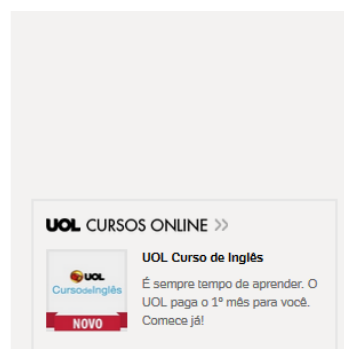 UOL CURSOS ONLINE >>
UOL Curso de Inglês
É sempre tempo de aprender. O
UOL paga o 1º mês para você.
Comece já!
UOL
CursodeInglês
NOVO